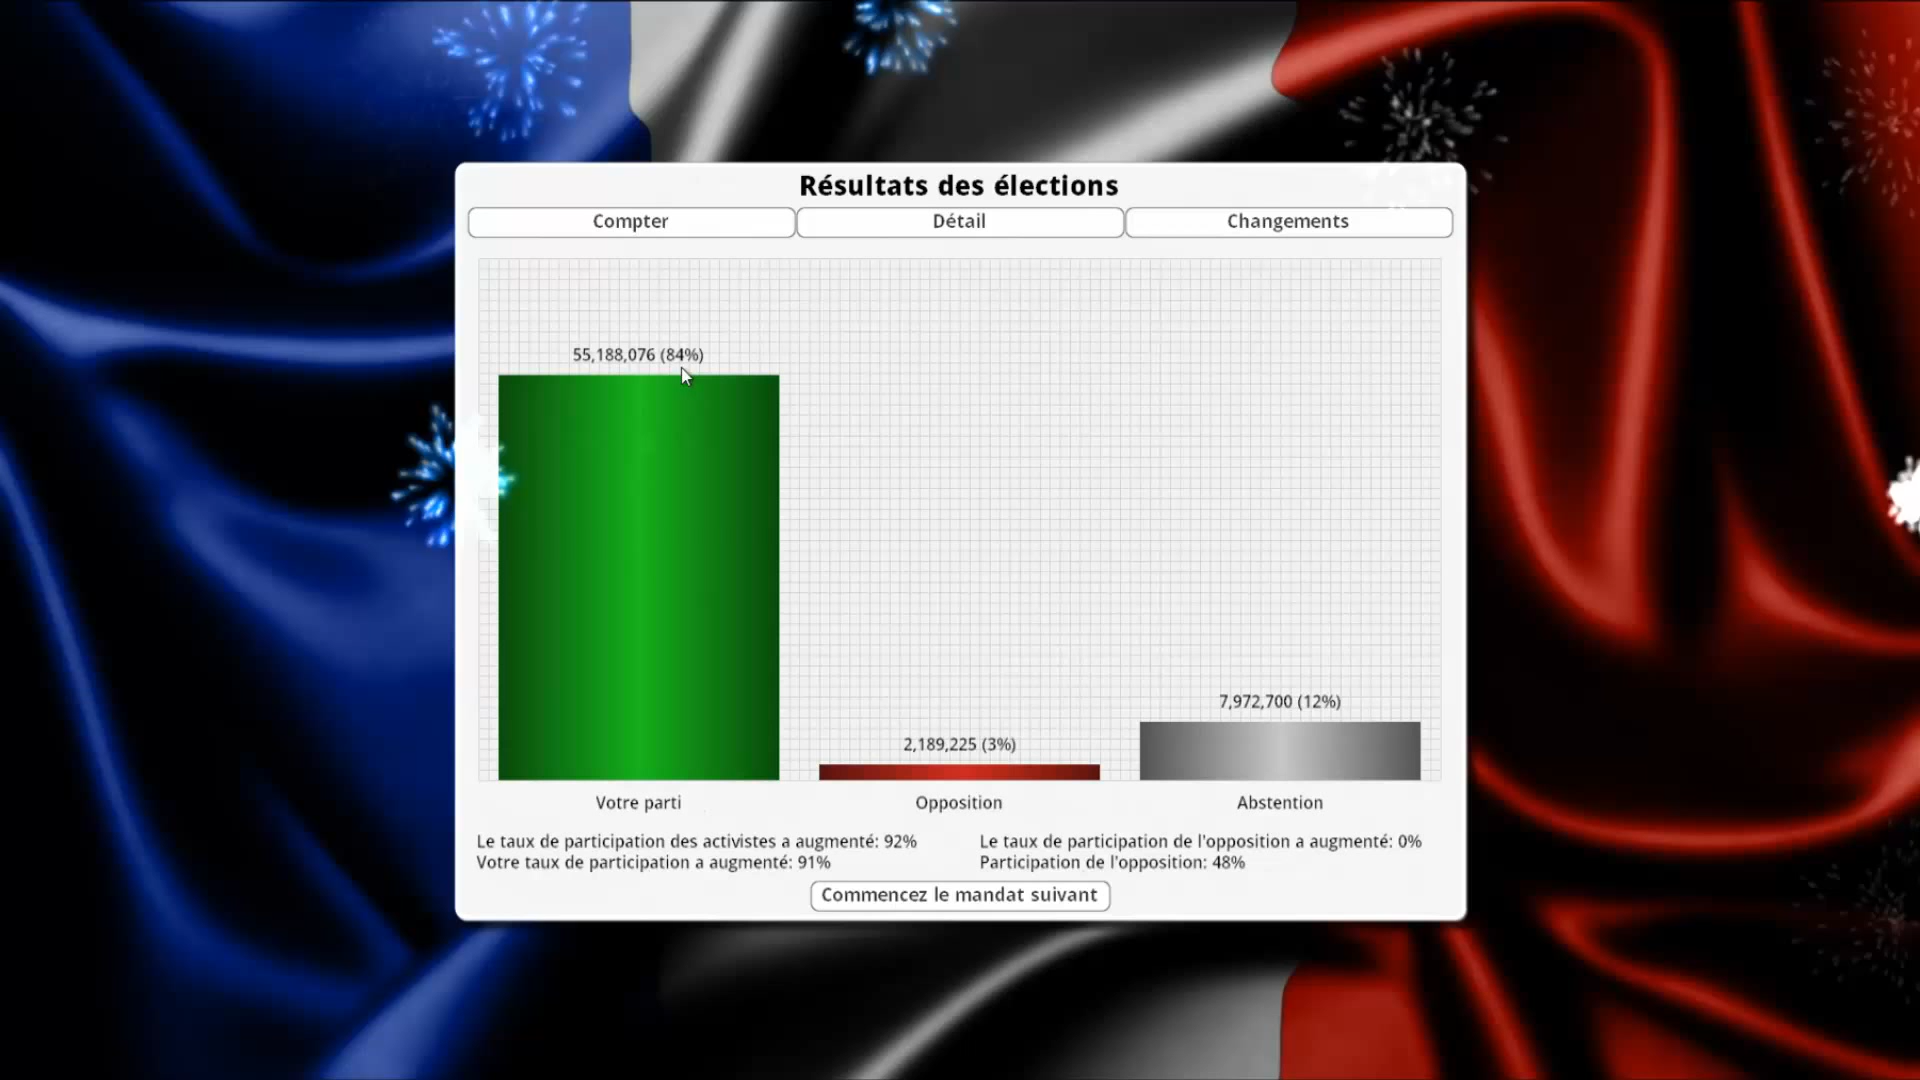 Résultats des élections
Compter
Détail
Changements
55,188,076 (84%)
7,972,700 (12%)
2,189,225 (3%)
Votre parti
Opposition
Abstention
Le taux de participation des activistes a augmenté: 92%
Votre taux de participation a augmenté: 91%
Le taux de participation de l'opposition a augmenté: 0%
Participation de l'opposition: 48%
Commencez le mandat suivant